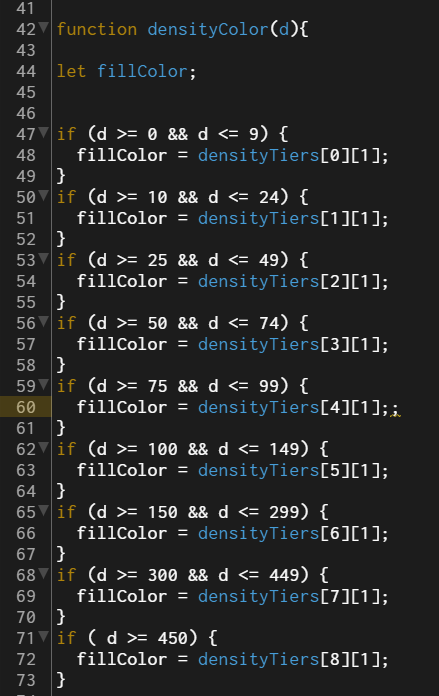 41
42 function densityColor(d){
43
44 let fillColor;
45
46
47 if (d >= 0 && d <= 9) {
48   fillColor = densityTiers[0][1];
49 }
50 if (d >= 10 && d <= 24) {
51   fillColor = densityTiers[1][1];
52 }
53 if (d >= 25 && d <= 49) {
54   fillColor = densityTiers[2][1];
55 }
56 if (d >= 50 && d <= 74) {
57   fillColor = densityTiers[3][1];
58 }
59 if (d >= 75 && d <= 99) {
60   fillColor = densityTiers[4][1];;
61 }
62 if (d >= 100 && d <= 149) {
63   fillColor = densityTiers[5][1];
64 }
65 if (d >= 150 && d <= 299) {
66   fillColor = densityTiers[6][1];
67 }
68 if (d >= 300 && d <= 449) {
69   fillColor = densityTiers[7][1];
70 }
71 if ( d >= 450) {
72   fillColor = densityTiers[8][1];
73 }